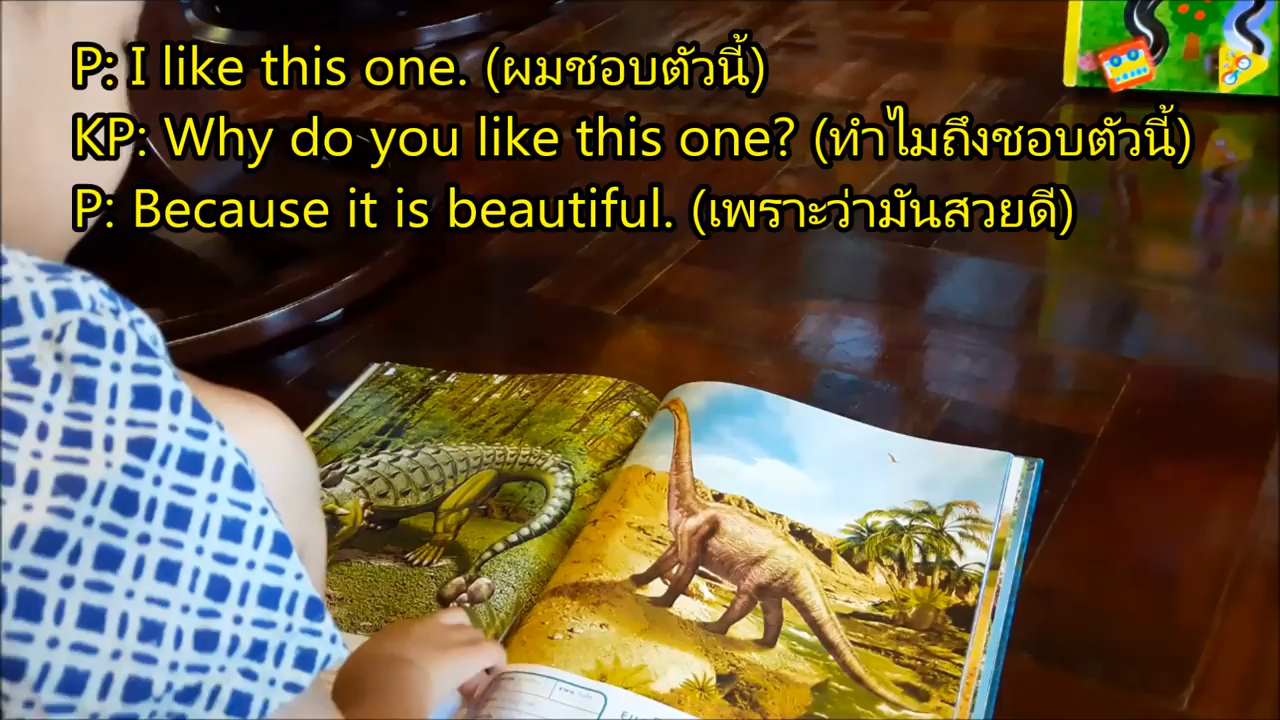 P: I like this one. (ผมชอบตัวนี้)
KP: Why do you like this one? (ทำไมถึงชอบตัวนี้)
P: Because it is beautiful. (เพราะว่ามันสวยดี)